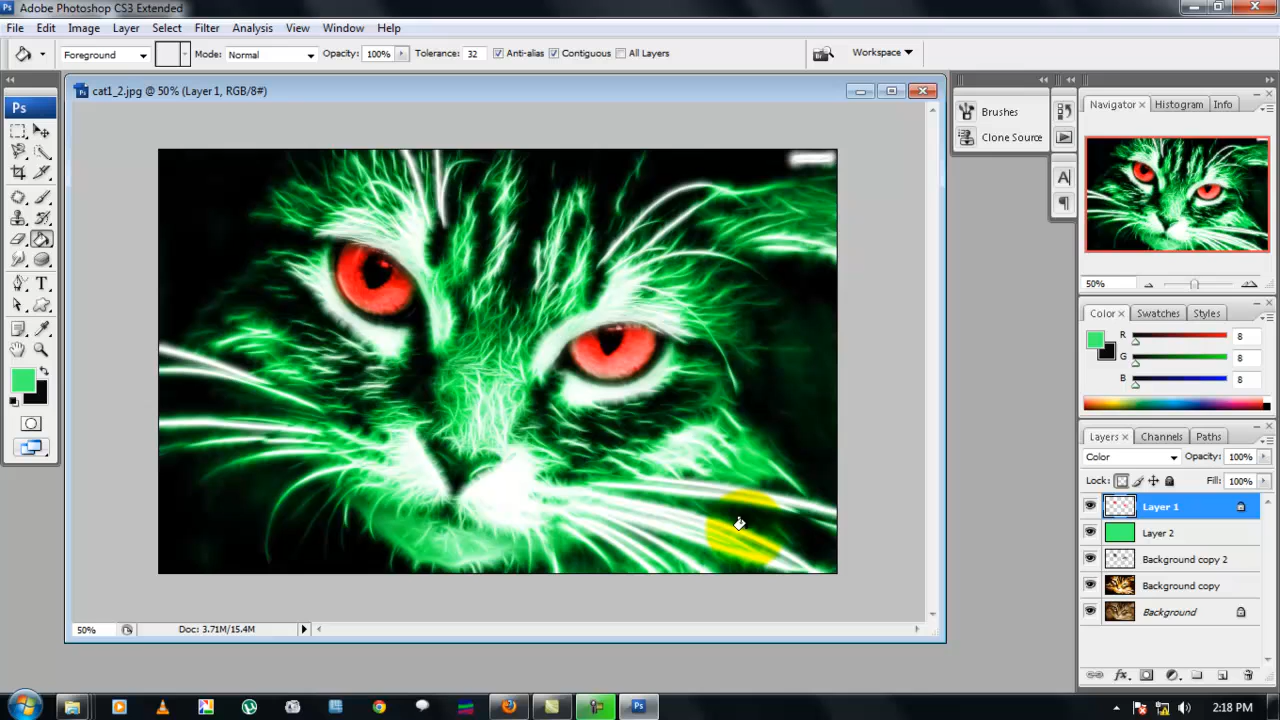 Adobe Photoshop CS3 Extended
File Edit Image Layer Select Filter Analysis View Window Help
Foreground Mode: Normal Opacity: 100% Tolerance: 32 Anti-alias Contiguous All Layers Workspace
Ps
cat1_2.jpg @ 50% (Layer 1, RGB/8#)
Brushes
Clone Source
Navigator Histogram Info
50%
Color Swatches Styles
R 8
G 8
B 8
Layers Channels Paths
Color Opacity: 100%
Lock: Fill: 100%
Layer 1
Layer 2
Background copy 2
Background copy
Background
50% Doc: 3.71M/15.4M
2:18 PM